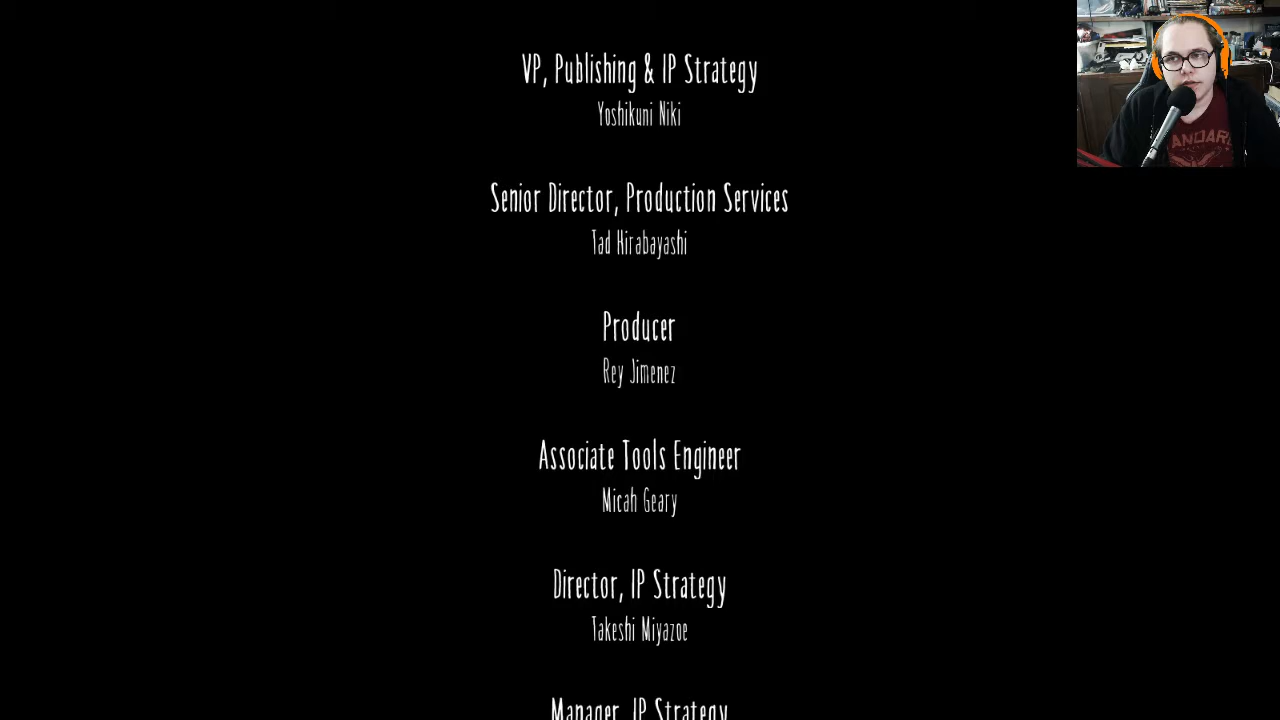 VP, Publishing & IP Strategy
Yoshikuni Niki
Senior Director, Production Services
Tad Hirabayashi
Producer
Rey Jimenez
Associate Tools Engineer
Micah Geary
Director, IP Strategy
Takeshi Miyazoe
Manager, IP Strategy
ANDAR